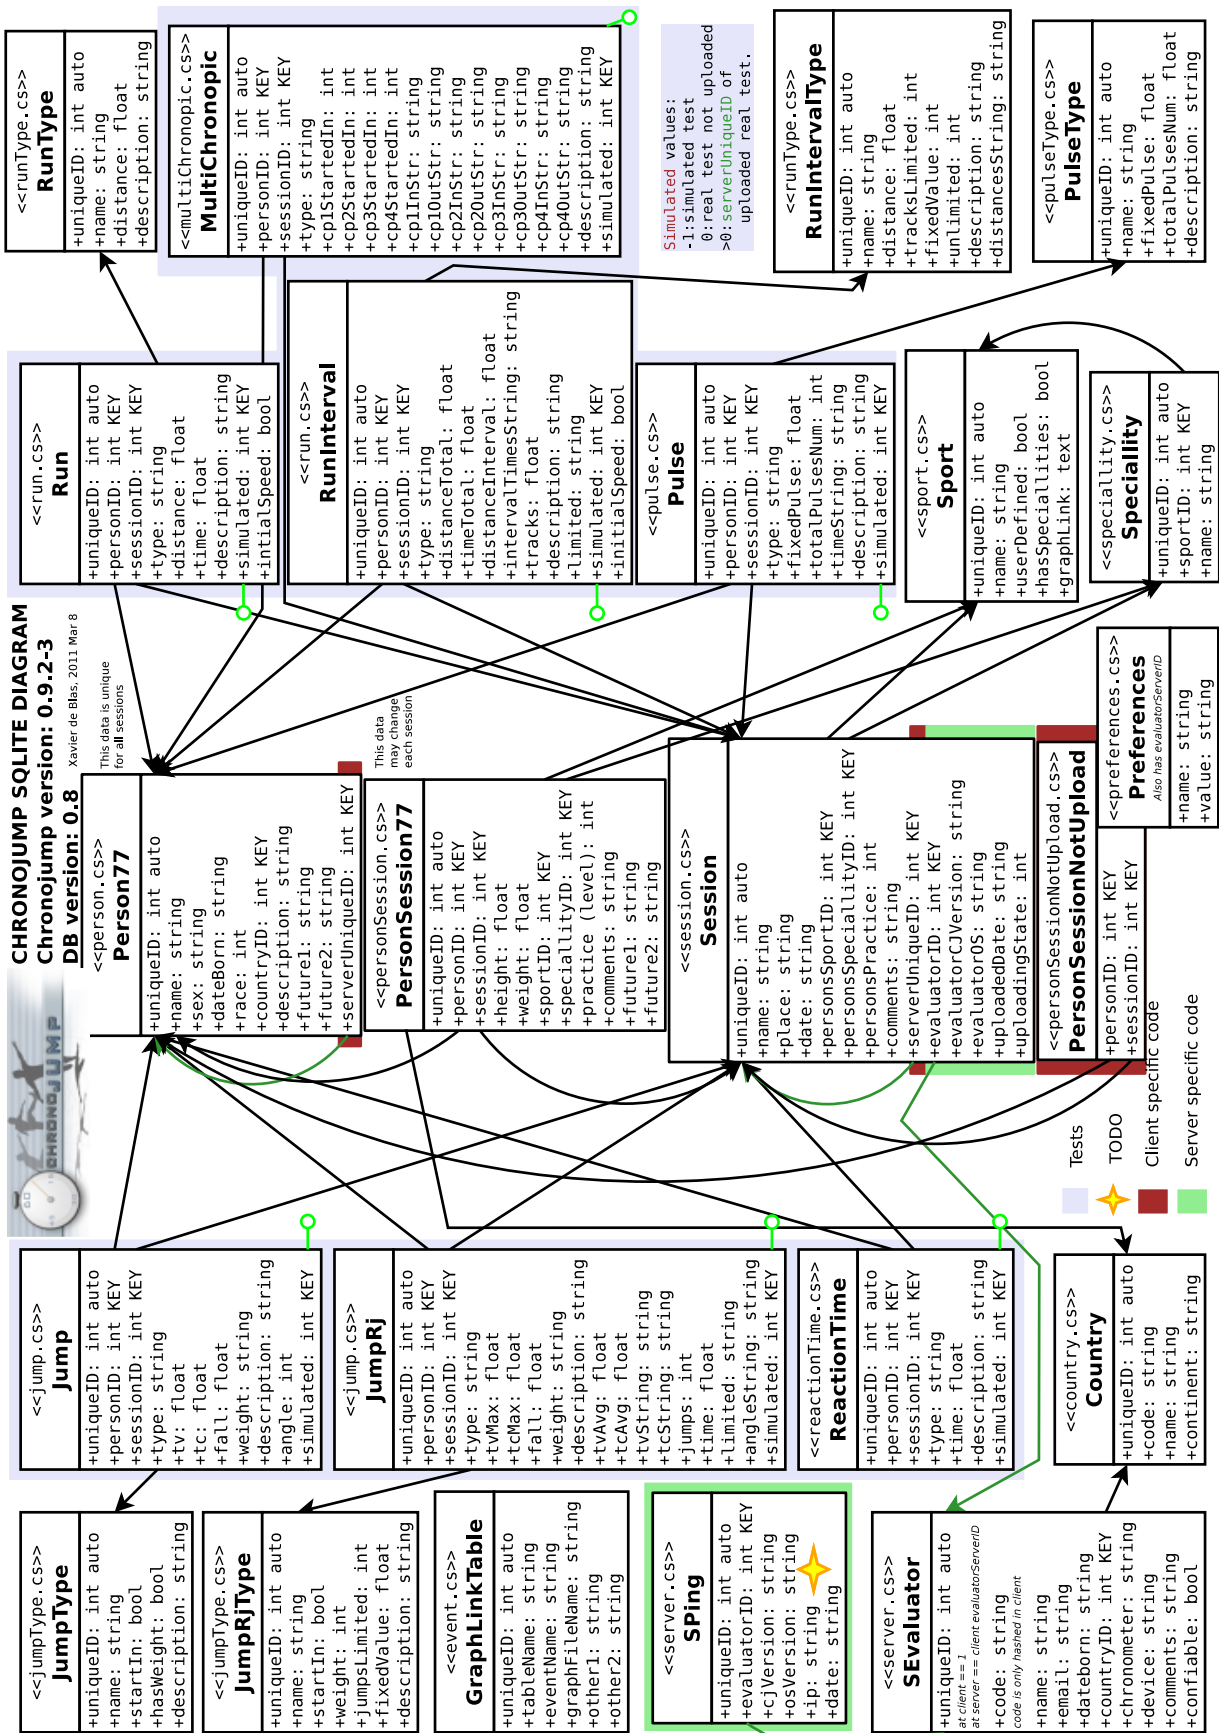 CHRONOJUMP SQLITE DIAGRAM
Chronojump version: 0.9.2-3
DB version: 0.8
Xavier de Blas, 2011 Mar 8
CHRONOJUMP
<<jumpType.cs>>
JumpType
+uniqueID: int auto
+name: string
+startIn: bool
+hasWeight: bool
+description: string
<<jumpType.cs>>
JumpRjType
+uniqueID: int auto
+name: string
+startIn: bool
+weight: int
+jumpsLimited: int
+fixedValue: float
+description: string
<<event.cs>>
GraphLinkTable
+uniqueID: int auto
+tableName: string
+eventName: string
+graphFileName: string
+other1: string
+other2: string
<<server.cs>>
SPing
+uniqueID: int auto
+evaluatorID: int KEY
+cjVersion: string
+osVersion: string
+ip: string
+date: string
<<server.cs>>
SEvaluator
+uniqueID: int auto
at client == 1
at server == client evaluatorServerID
+code: string
code is only hashed in client
+name: string
+email: string
+dateborn: string
+countryID: int KEY
+chronometer: string
+device: string
+comments: string
+confiable: bool
<<jump.cs>>
Jump
+uniqueID: int auto
+personID: int KEY
+sessionID: int KEY
+type: string
+tv: float
+tc: float
+fall: float
+weight: string
+description: string
+angle: int
+simulated: int KEY
<<jump.cs>>
JumpRj
+uniqueID: int auto
+personID: int KEY
+sessionID: int KEY
+type: string
+tvMax: float
+tcMax: float
+fall: float
+weight: string
+description: string
+tvAvg: float
+tcAvg: float
+tvString: string
+tcString: string
+jumps: int
+time: float
+limited: string
+angleString: string
+simulated: int KEY
<<reactionTime.cs>>
ReactionTime
+uniqueID: int auto
+personID: int KEY
+sessionID: int KEY
+type: string
+time: float
+description: string
+simulated: int KEY
<<country.cs>>
Country
+uniqueID: int auto
+code: string
+name: string
+continent: string
Tests
TODO
Client specific code
Server specific code
<<person.cs>>
Person77
+uniqueID: int auto
+name: string
+sex: string
+dateBorn: string
+race: int
+countryID: int KEY
+description: string
+future1: string
+future2: string
+serverUniqueID: int KEY
This data is unique
for all sessions
<<personSession.cs>>
PersonSession77
+uniqueID: int auto
+personID: int KEY
+sessionID: int KEY
+height: float
+weight: float
+sportID: int KEY
+speciallityID: int KEY
+practice (level): int
+comments: string
+future1: string
+future2: string
This data
may change
each session
<<session.cs>>
Session
+uniqueID: int auto
+name: string
+place: string
+date: string
+personsSportID: int KEY
+personsSpeciallityID: int KEY
+personsPractice: int
+comments: string
+serverUniqueID: int KEY
+evaluatorID: int KEY
+evaluatorCJVersion: string
+evaluatorOS: string
+uploadedDate: string
+uploadingState: int
<<personSessionNotUpload.cs>>
PersonSessionNotUpload
+personID: int KEY
+sessionID: int KEY
<<preferences.cs>>
Preferences
Also has evaluatorServerID
+name: string
+value: string
<<run.cs>>
Run
+uniqueID: int auto
+personID: int KEY
+sessionID: int KEY
+type: string
+distance: float
+time: float
+description: string
+simulated: int KEY
+intialSpeed: bool
<<run.cs>>
RunInterval
+uniqueID: int auto
+personID: int KEY
+sessionID: int KEY
+type: string
+distanceTotal: float
+timeTotal: float
+distanceInterval: float
+intervalTimesString: string
+tracks: float
+description: string
+limited: string
+simulated: int KEY
+initialSpeed: bool
<<pulse.cs>>
Pulse
+uniqueID: int auto
+personID: int KEY
+sessionID: int KEY
+type: string
+fixedPulse: float
+totalPulsesNum: int
+timeString: string
+description: string
+simulated: int KEY
<<sport.cs>>
Sport
+uniqueID: int auto
+name: string
+userDefined: bool
+hasSpeciallities: bool
+graphLink: text
<<speciallity.cs>>
Speciallity
+uniqueID: int auto
+sportID: int KEY
+name: string
<<runType.cs>>
RunType
+uniqueID: int auto
+name: string
+distance: float
+description: string
<<multiChronopic.cs>>
MultiChronopic
+uniqueID: int auto
+personID: int KEY
+sessionID: int KEY
+type: string
+cp1StartedIn: int
+cp2StartedIn: int
+cp3StartedIn: int
+cp4StartedIn: int
+cp1InStr: string
+cp1OutStr: string
+cp2InStr: string
+cp2OutStr: string
+cp3InStr: string
+cp3OutStr: string
+cp4InStr: string
+cp4OutStr: string
+description: string
+simulated: int KEY
Simulated values:
-1:simulated test
0:real test not uploaded
>0:serverUniqueID of
uploaded real test.
<<runType.cs>>
RunIntervalType
+uniqueID: int auto
+name: string
+distance: float
+tracksLimited: int
+fixedValue: int
+unlimited: int
+description: string
+distancesString: string
<<pulseType.cs>>
PulseType
+uniqueID: int auto
+name: string
+fixedPulse: float
+totalPulsesNum: float
+description: string